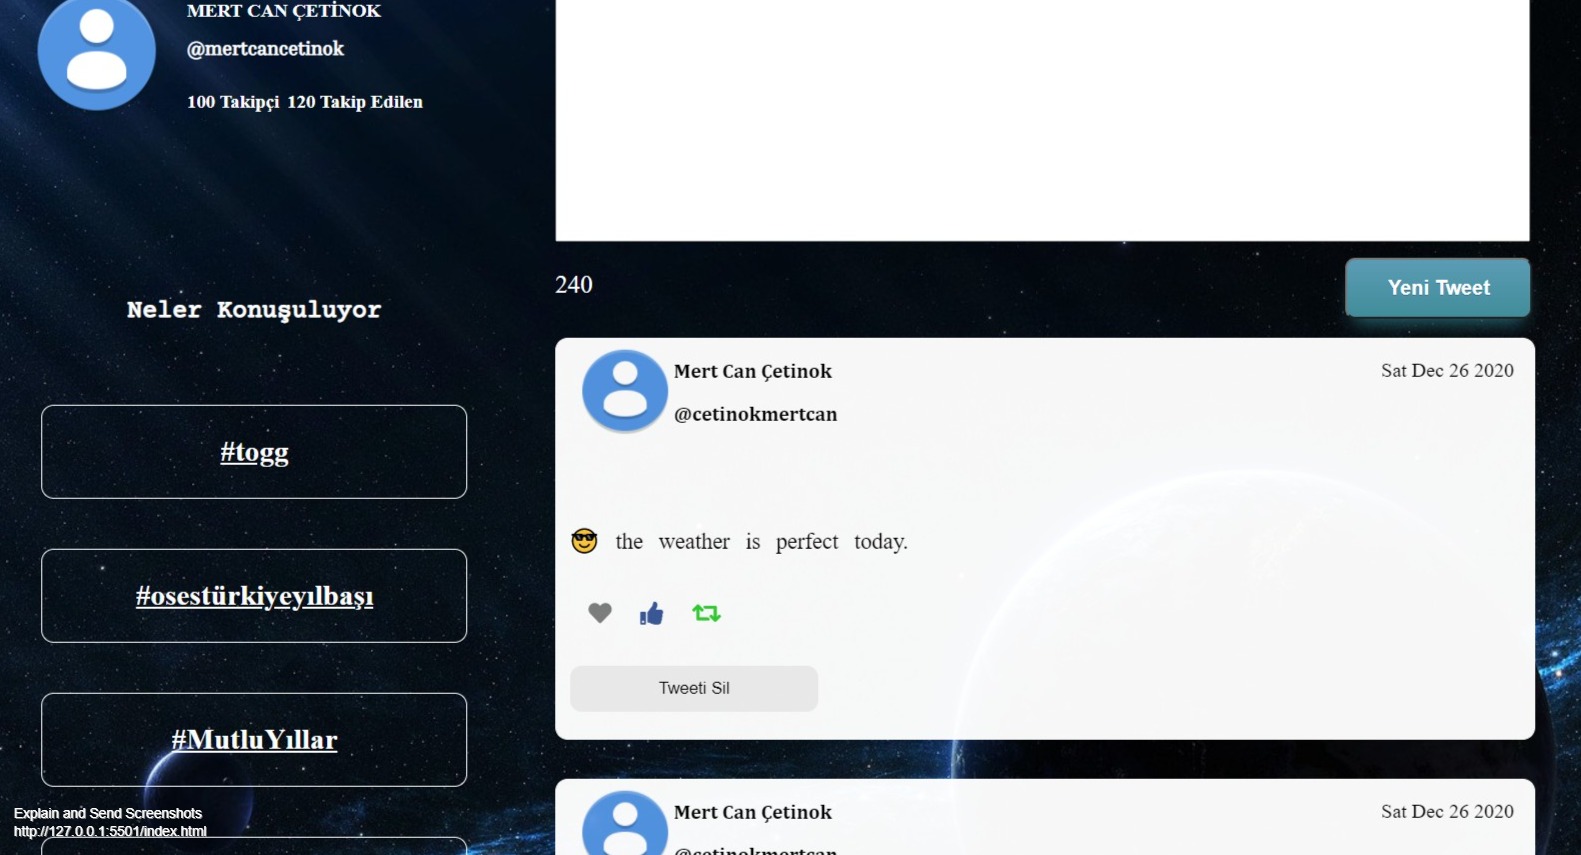 MERT CAN ÇETİNOK
@mertcancetinok
100 Takipçi 120 Takip Edilen
Neler Konuşuluyor
#togg
#osestürkiyeyılbaşı
#MutluYıllar
Explain and Send Screenshots
http://127.0.0.1:5501/index.html
240
Yeni Tweet
Mert Can Çetinok
Sat Dec 26 2020
@cetinokmertcan
😎 the weather is perfect today.
Tweeti Sil
Mert Can Çetinok
Sat Dec 26 2020
@cetinokmertcan